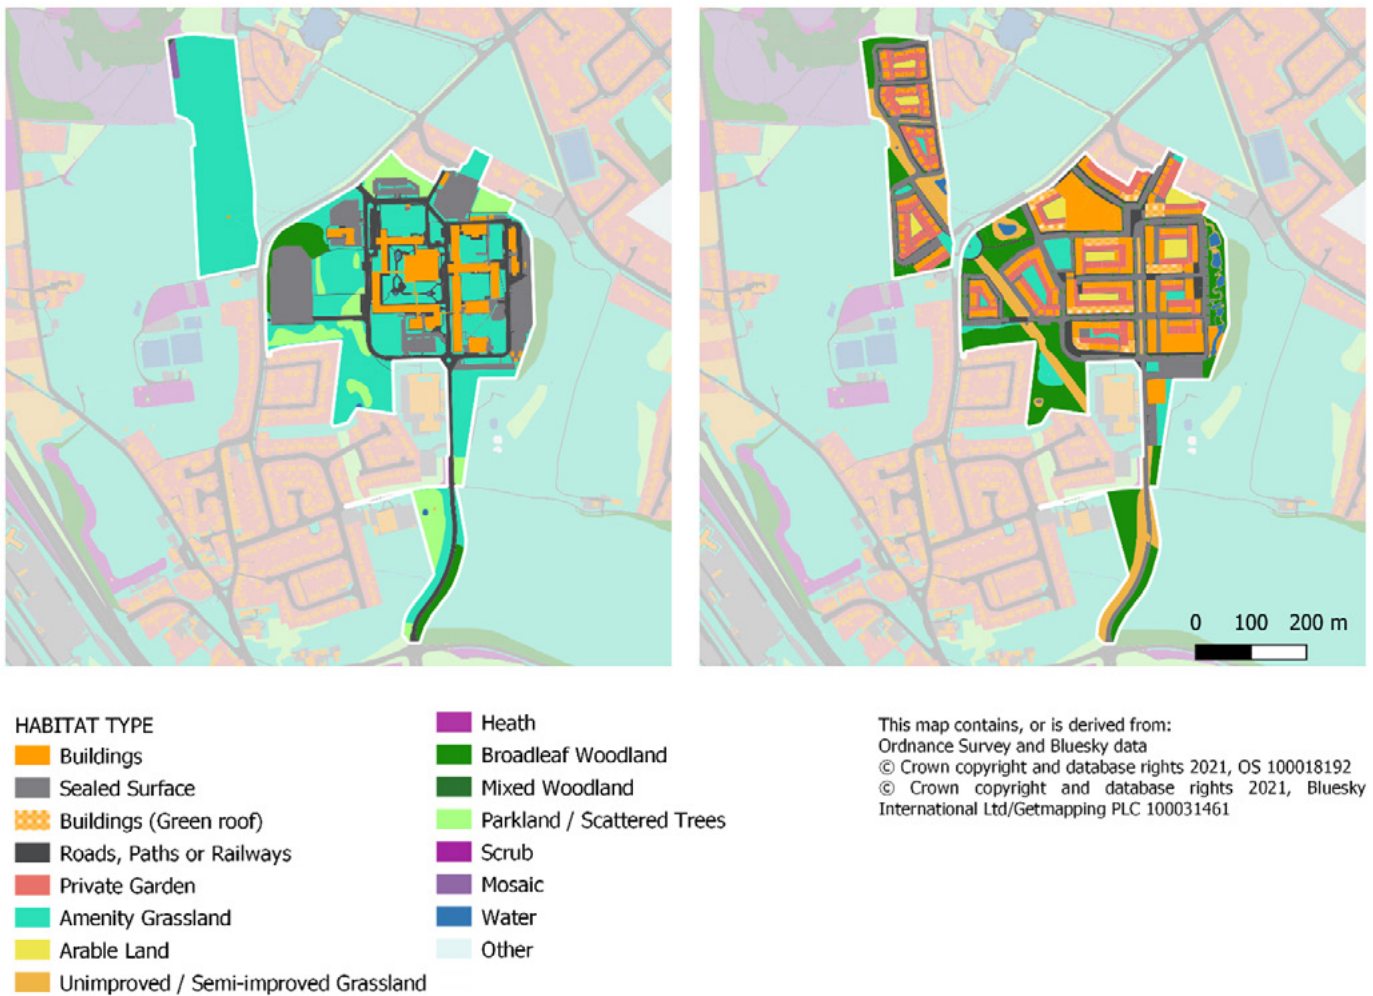 0 100 200 m
HABITAT TYPE
Buildings
Sealed Surface
Buildings (Green roof)
Roads, Paths or Railways
Private Garden
Amenity Grassland
Arable Land
Unimproved / Semi-improved Grassland
Heath
Broadleaf Woodland
Mixed Woodland
Parkland / Scattered Trees
Scrub
Mosaic
Water
Other
This map contains, or is derived from:
Ordnance Survey and Bluesky data
© Crown copyright and database rights 2021, OS 100018192
© Crown copyright and database rights 2021, Bluesky
International Ltd/Getmapping PLC 100031461